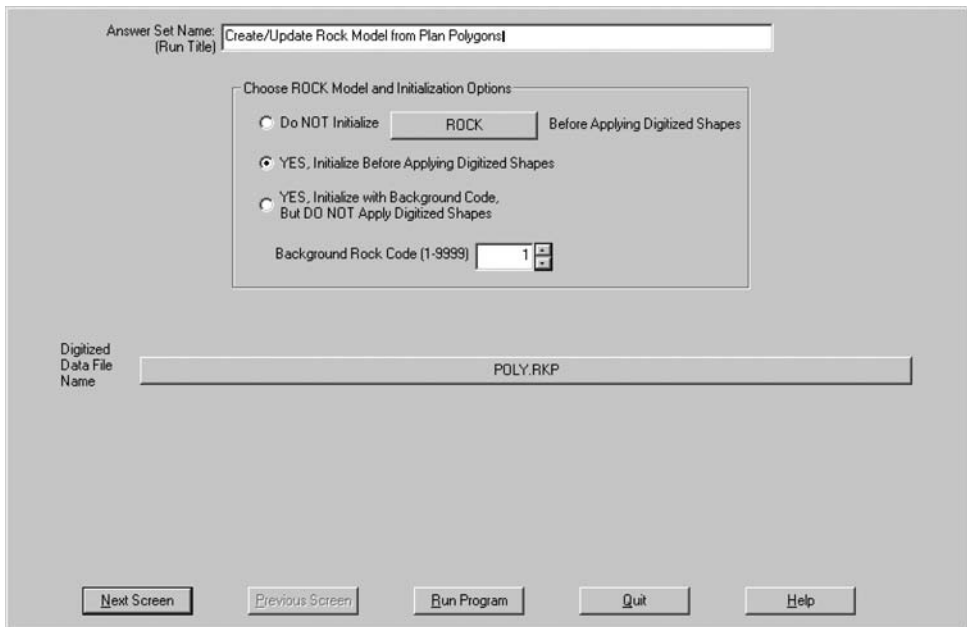 Answer Set Name:
(Run Title)
Create/Update Rock Model from Plan Polygons
Choose ROCK Model and Initialization Options
Do NOT Initialize ROCK Before Applying Digitized Shapes
YES, Initialize Before Applying Digitized Shapes
YES, Initialize with Background Code,
But DO NOT Apply Digitized Shapes
Background Rock Code (1-9999) 1
Digitized
Data File
Name
POLY.RKP
Next Screen Previous Screen Run Program Quit Help